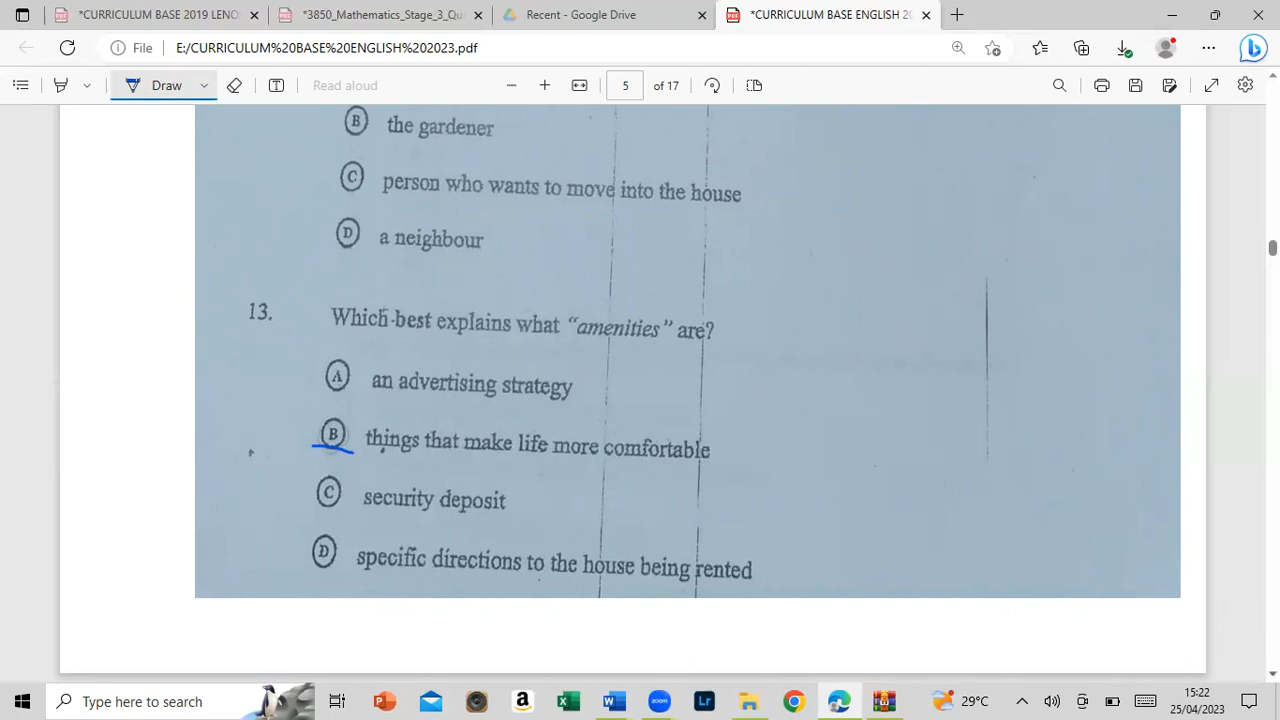 *CURRICULUM BASE 2019 LENO
*3850_Mathematics_Stage_3_Qu
Recent - Google Drive
*CURRICULUM BASE ENGLISH 20
File
E:/CURRICULUM%20BASE%20ENGLISH%202023.pdf
Draw
Read aloud
5
of 17
B the gardener
C person who wants to move into the house
D a neighbour
13. Which best explains what "amenities" are?
A an advertising strategy
B things that make life more comfortable
C security deposit
D specific directions to the house being rented
Type here to search
29°C
15:22
25/04/2023